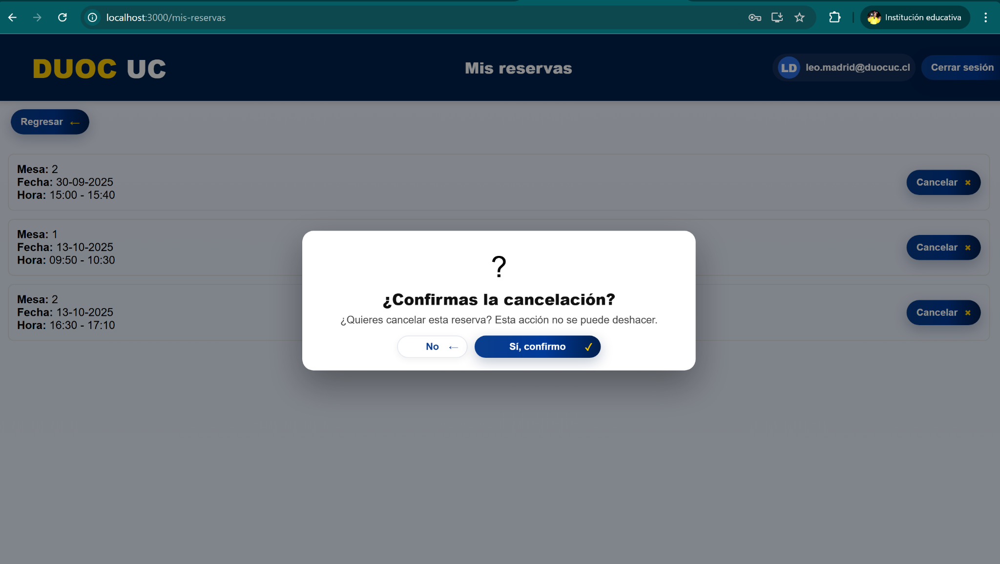 localhost:3000/mis-reservas
Institución educativa
DUOC UC
Mis reservas
LD leo.madrid@duocuc.cl
Cerrar sesión
Regresar ←
Mesa: 2
Fecha: 30-09-2025
Hora: 15:00 - 15:40
Cancelar ×
Mesa: 1
Fecha: 13-10-2025
Hora: 09:50 - 10:30
Cancelar ×
Mesa: 2
Fecha: 13-10-2025
Hora: 16:30 - 17:10
Cancelar ×
?
¿Confirmas la cancelación?
¿Quieres cancelar esta reserva? Esta acción no se puede deshacer.
No ←
Sí, confirmo ✓